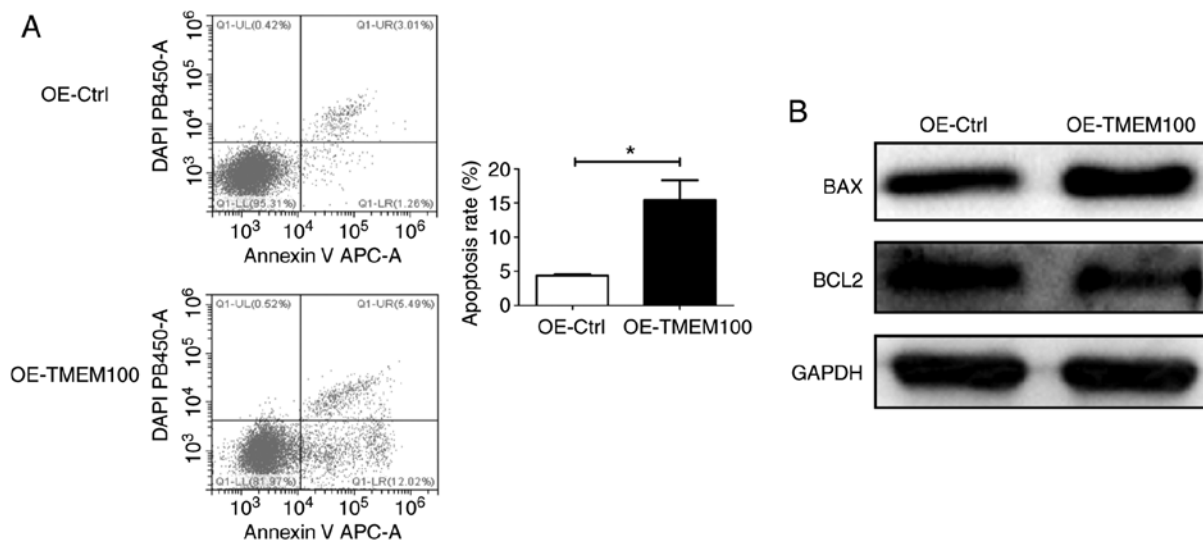 A
OE-Ctrl
DAPI PB450-A
10^6
10^5
10^4
10^3
Q1-UL(0.42%)
Q1-UR(3.01%)
Q1-LL(95.31%)
Q1-LR(1.26%)
10^3 10^4 10^5 10^6
Annexin V APC-A
OE-TMEM100
DAPI PB450-A
10^6
10^5
10^4
10^3
Q1-UL(0.52%)
Q1-UR(5.49%)
Q1-LL(81.97%)
Q1-LR(12.02%)
10^3 10^4 10^5 10^6
Annexin V APC-A
Apoptosis rate (%)
20
15
10
5
0
*
OE-Ctrl OE-TMEM100
B
OE-Ctrl OE-TMEM100
BAX
BCL2
GAPDH